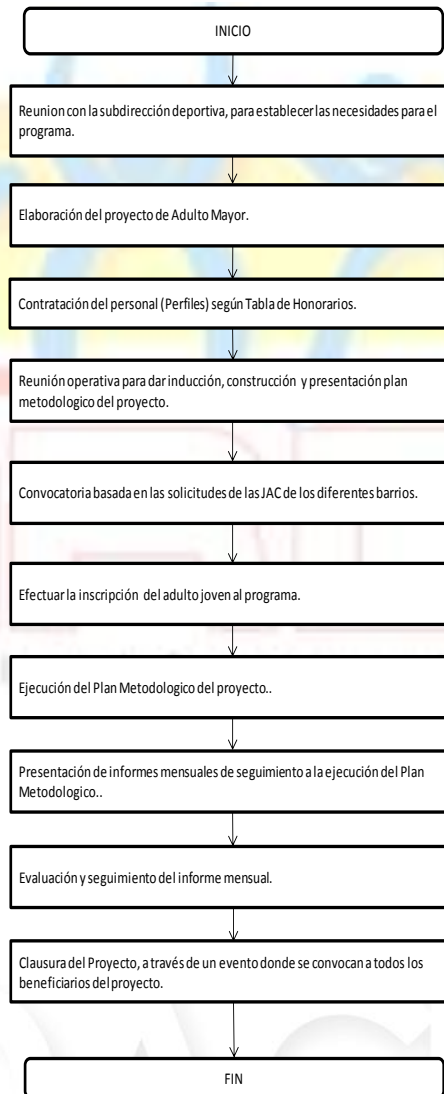 INICIO
Reunion con la subdirección deportiva, para establecer las necesidades para el
programa.
Elaboración del proyecto de Adulto Mayor.
Contratación del personal (Perfiles) según Tabla de Honorarios.
Reunión operativa para dar inducción, construcción y presentación plan
metodologico del proyecto.
Convocatoria basada en las solicitudes de las JAC de los diferentes barrios.
Efectuar la inscripción del adulto joven al programa.
Ejecución del Plan Metodologico del proyecto..
Presentación de informes mensuales de seguimiento a la ejecución del Plan
Metodologico..
Evaluación y seguimiento del informe mensual.
Clausura del Proyecto, a través de un evento donde se convocan a todos los
beneficiarios del proyecto.
FIN